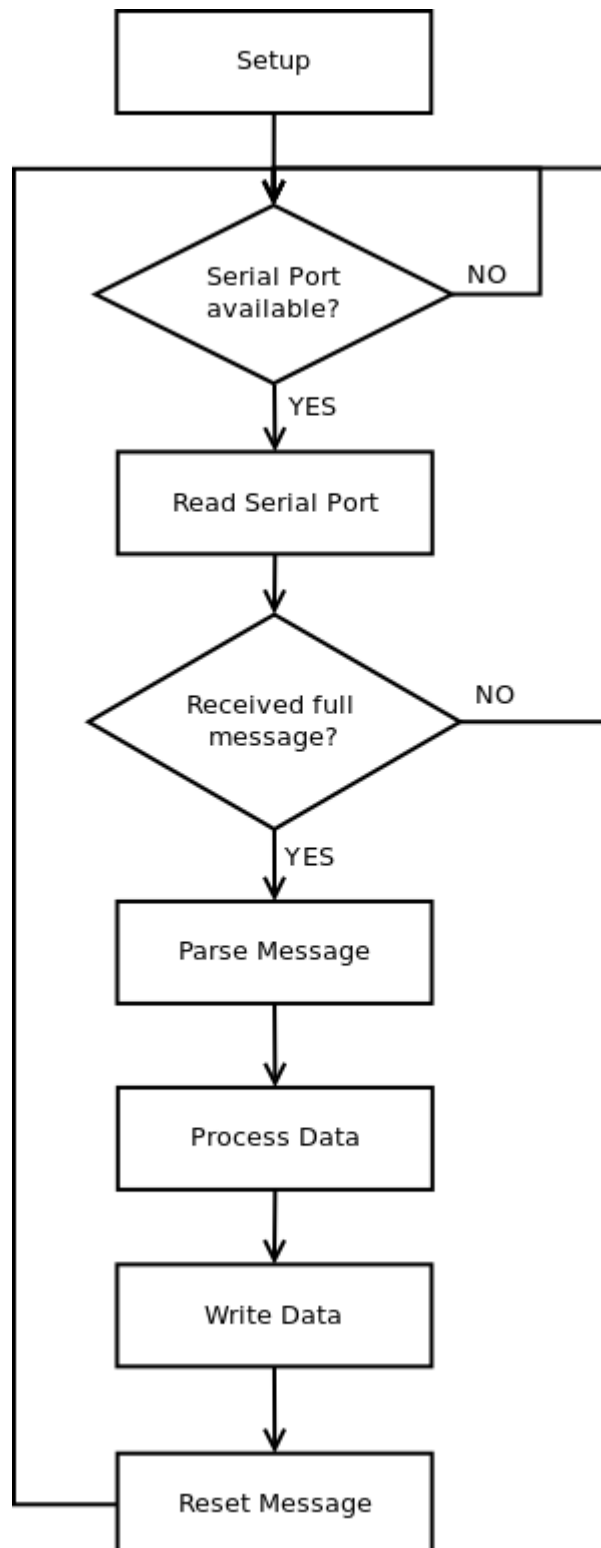 Setup
Serial Port
available?
NO
YES
Read Serial Port
Received full
message?
NO
YES
Parse Message
Process Data
Write Data
Reset Message